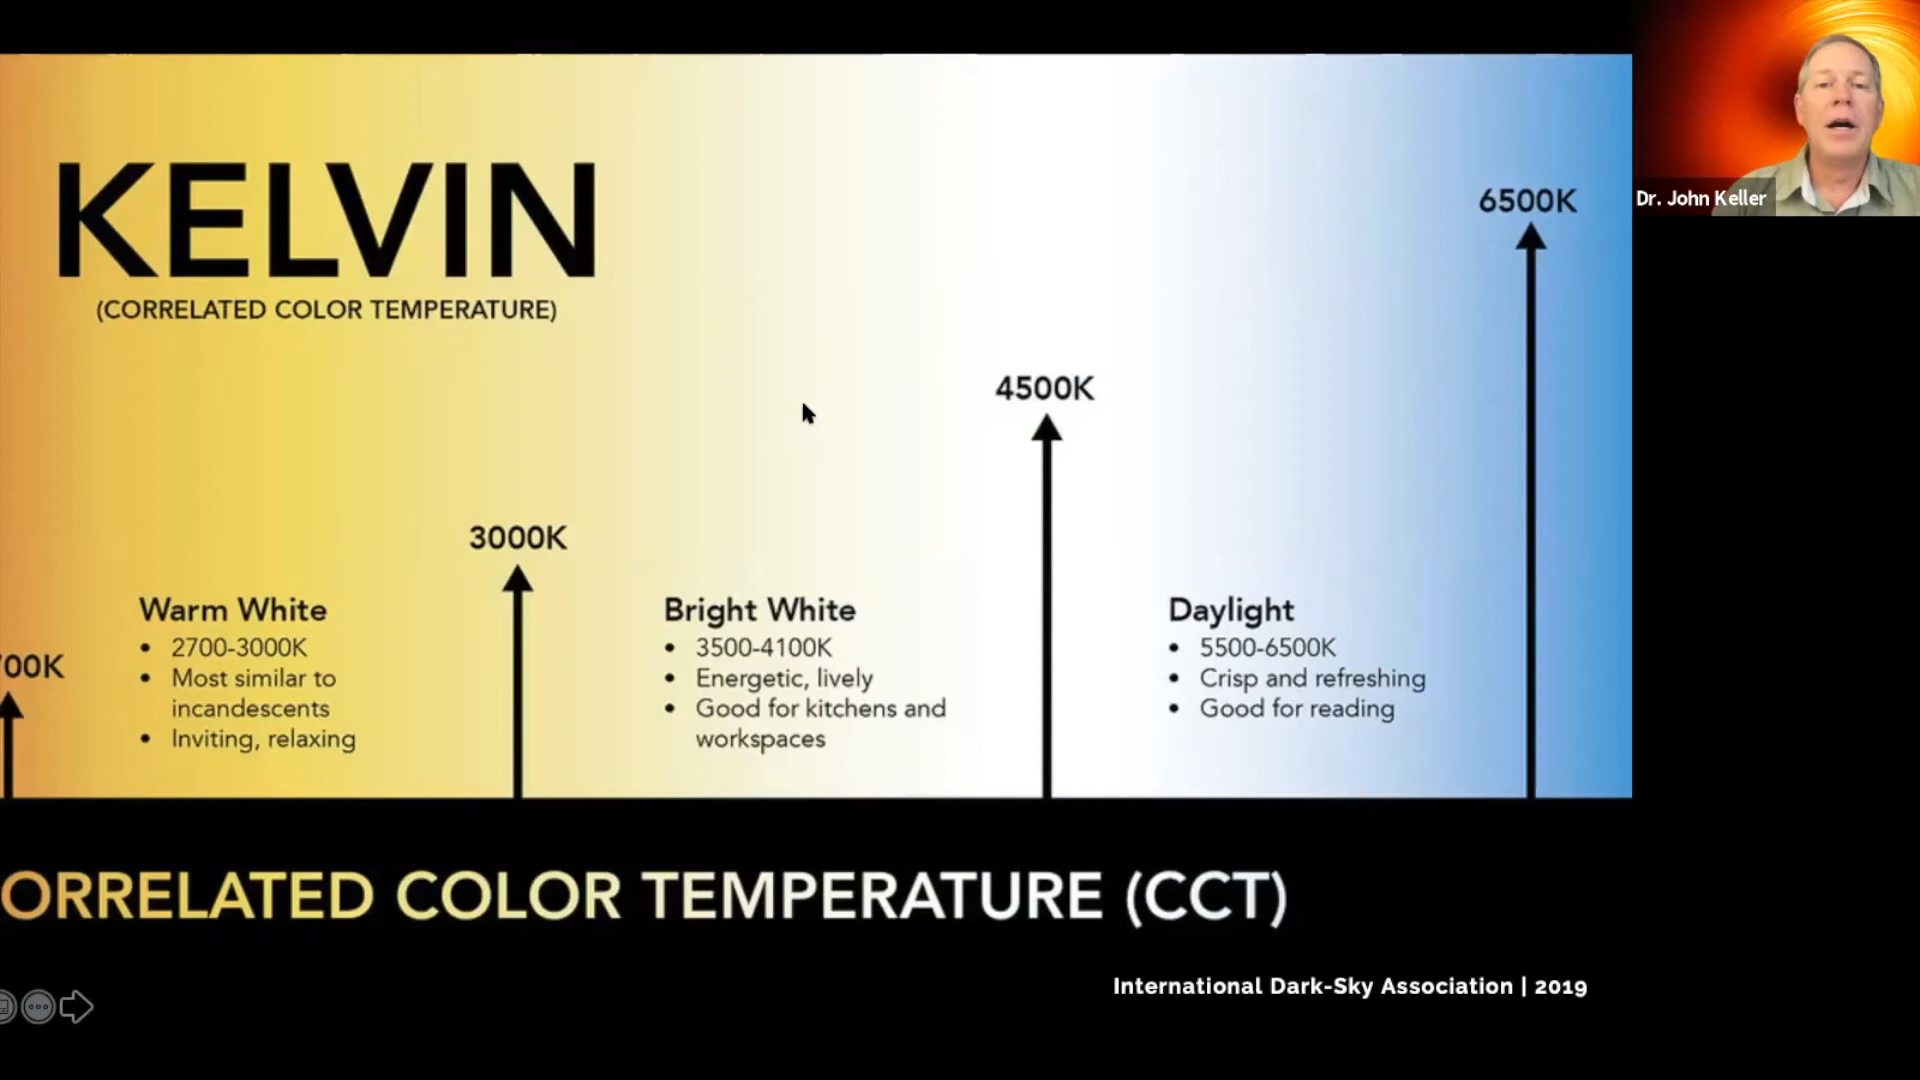 KELVIN
(CORRELATED COLOR TEMPERATURE)
6500K
Dr. John Keller
4500K
3000K
Warm White
• 2700-3000K
• Most similar to
incandescents
• Inviting, relaxing
Bright White
• 3500-4100K
• Energetic, lively
• Good for kitchens and
workspaces
Daylight
• 5500-6500K
• Crisp and refreshing
• Good for reading
00K
ORRELATED COLOR TEMPERATURE (CCT)
International Dark-Sky Association | 2019